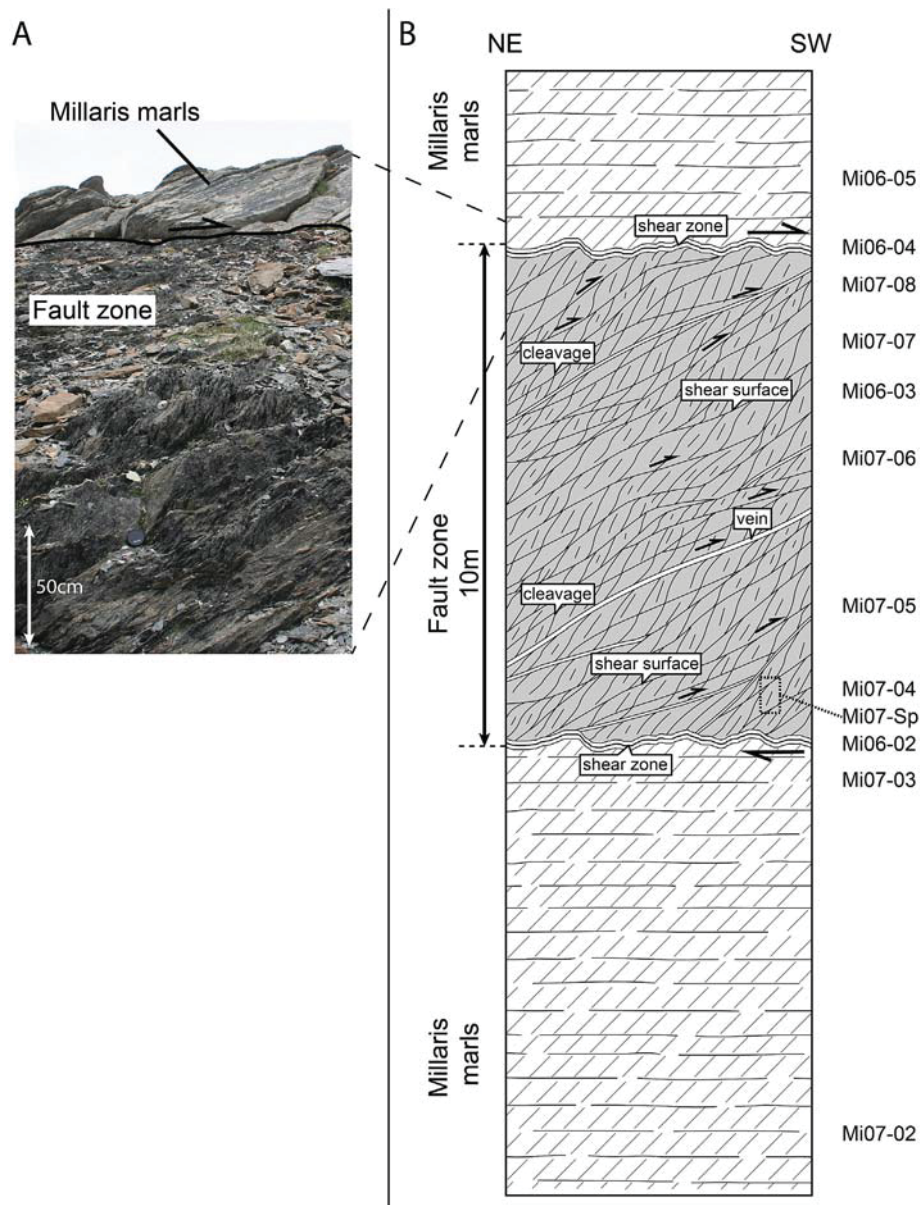 A
Millaris marls
Fault zone
50cm
B
NE
SW
Millaris
marls
Fault zone
10m
Millaris
marls
shear zone
cleavage
shear surface
vein
cleavage
shear surface
shear zone
Mi06-05
Mi06-04
Mi07-08
Mi07-07
Mi06-03
Mi07-06
Mi07-05
Mi07-04
Mi07-Sp
Mi06-02
Mi07-03
Mi07-02